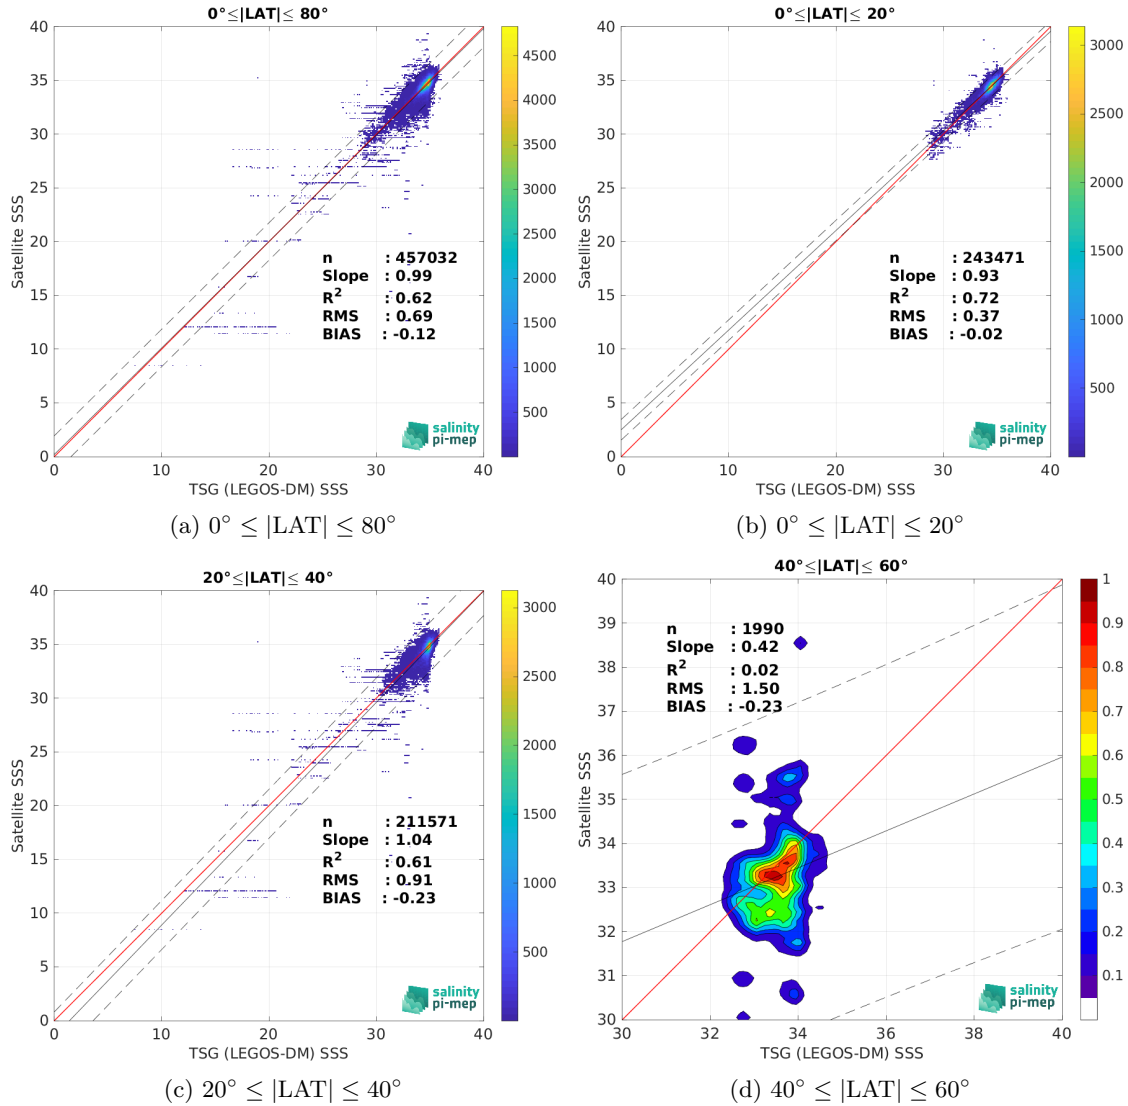 0°≤|LAT|≤ 80°
40
35
30
25
20
15
10
5
0
0
10
20
30
40
Satellite SSS
TSG (LEGOS-DM) SSS
n : 457032
Slope : 0.99
R² : 0.62
RMS : 0.69
BIAS : -0.12
salinity
pi-mep
4500
4000
3500
3000
2500
2000
1500
1000
500
(a) 0° ≤ |LAT| ≤ 80°
0°≤|LAT|≤ 20°
40
35
30
25
20
15
10
5
0
0
10
20
30
40
Satellite SSS
TSG (LEGOS-DM) SSS
n : 243471
Slope : 0.93
R² : 0.72
RMS : 0.37
BIAS : -0.02
salinity
pi-mep
3000
2500
2000
1500
1000
500
(b) 0° ≤ |LAT| ≤ 20°
20°≤|LAT|≤ 40°
40
35
30
25
20
15
10
5
0
0
10
20
30
40
Satellite SSS
TSG (LEGOS-DM) SSS
n : 211571
Slope : 1.04
R² : 0.61
RMS : 0.91
BIAS : -0.23
salinity
pi-mep
3000
2500
2000
1500
1000
500
(c) 20° ≤ |LAT| ≤ 40°
40°≤|LAT|≤ 60°
40
39
38
37
36
35
34
33
32
31
30
30
32
34
36
38
40
Satellite SSS
TSG (LEGOS-DM) SSS
n : 1990
Slope : 0.42
R² : 0.02
RMS : 1.50
BIAS : -0.23
salinity
pi-mep
1
0.9
0.8
0.7
0.6
0.5
0.4
0.3
0.2
0.1
(d) 40° ≤ |LAT| ≤ 60°